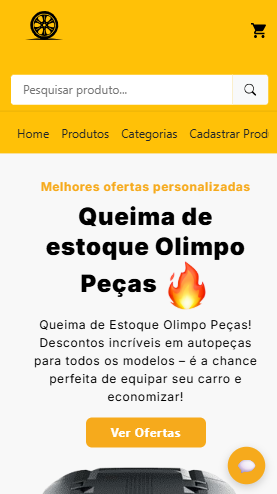 Pesquisar produto...
Home Produtos Categorias Cadastrar Produ
Melhores ofertas personalizadas
Queima de
estoque Olimpo
Peças
Queima de Estoque Olimpo Peças!
Descontos incríveis em autopeças
para todos os modelos – é a chance
perfeita de equipar seu carro e
economizar!
Ver Ofertas